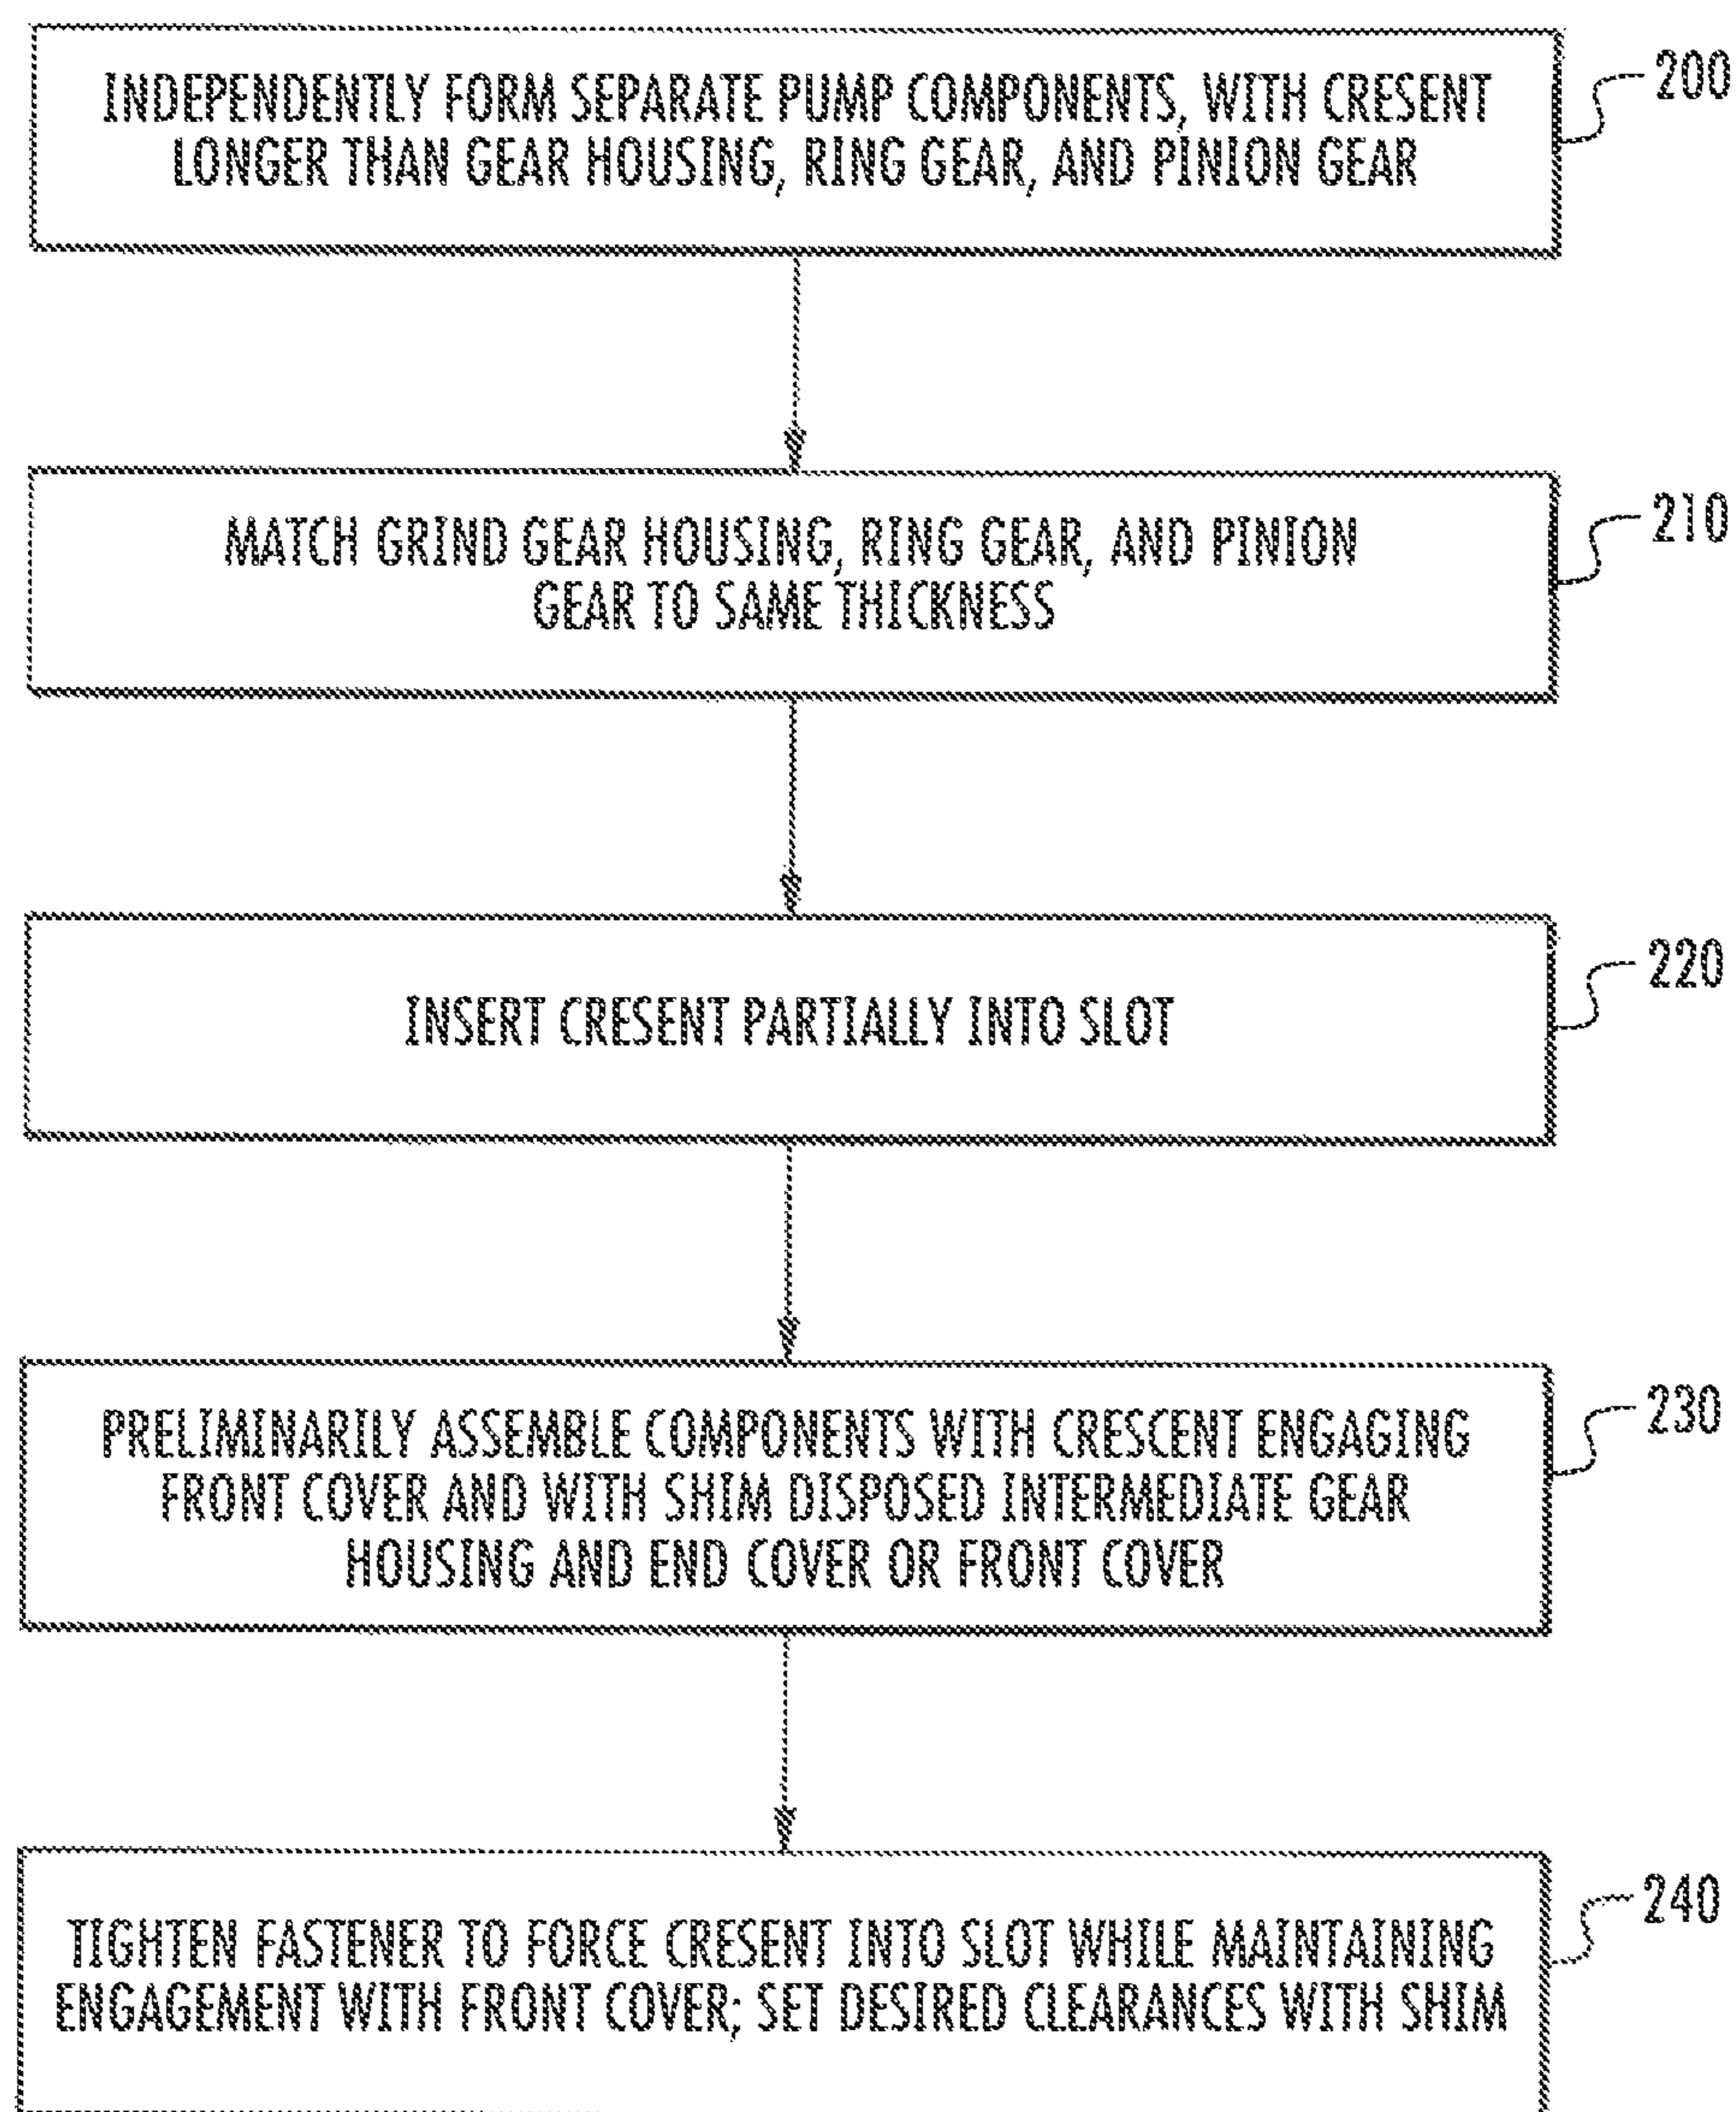 INDEPENDENTLY FORM SEPARATE PUMP COMPONENTS, WITH CRESENT
LONGER THAN GEAR HOUSING, RING GEAR, AND PINION GEAR
200
MATCH GRIND GEAR HOUSING, RING GEAR, AND PINION
GEAR TO SAME THICKNESS
210
INSERT CRESENT PARTIALLY INTO SLOT
220
PRELIMINARILY ASSEMBLE COMPONENTS WITH CRESCENT ENGAGING
FRONT COVER AND WITH SHIM DISPOSED INTERMEDIATE GEAR
HOUSING AND END COVER OR FRONT COVER
230
TIGHTEN FASTENER TO FORCE CRESENT INTO SLOT WHILE MAINTAINING
ENGAGEMENT WITH FRONT COVER; SET DESIRED CLEARANCES WITH SHIM
240